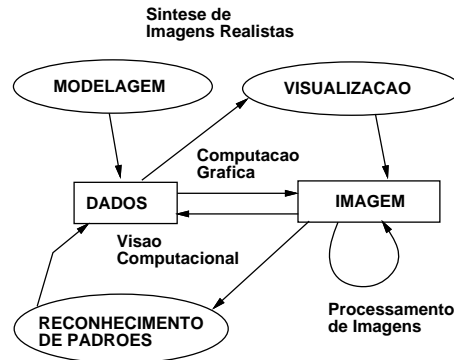 Sintese de
Imagens Realistas
MODELAGEM
VISUALIZACAO
Computacao
Grafica
DADOS
IMAGEM
Visao
Computacional
Processamento
de Imagens
RECONHECIMENTO
DE PADROES